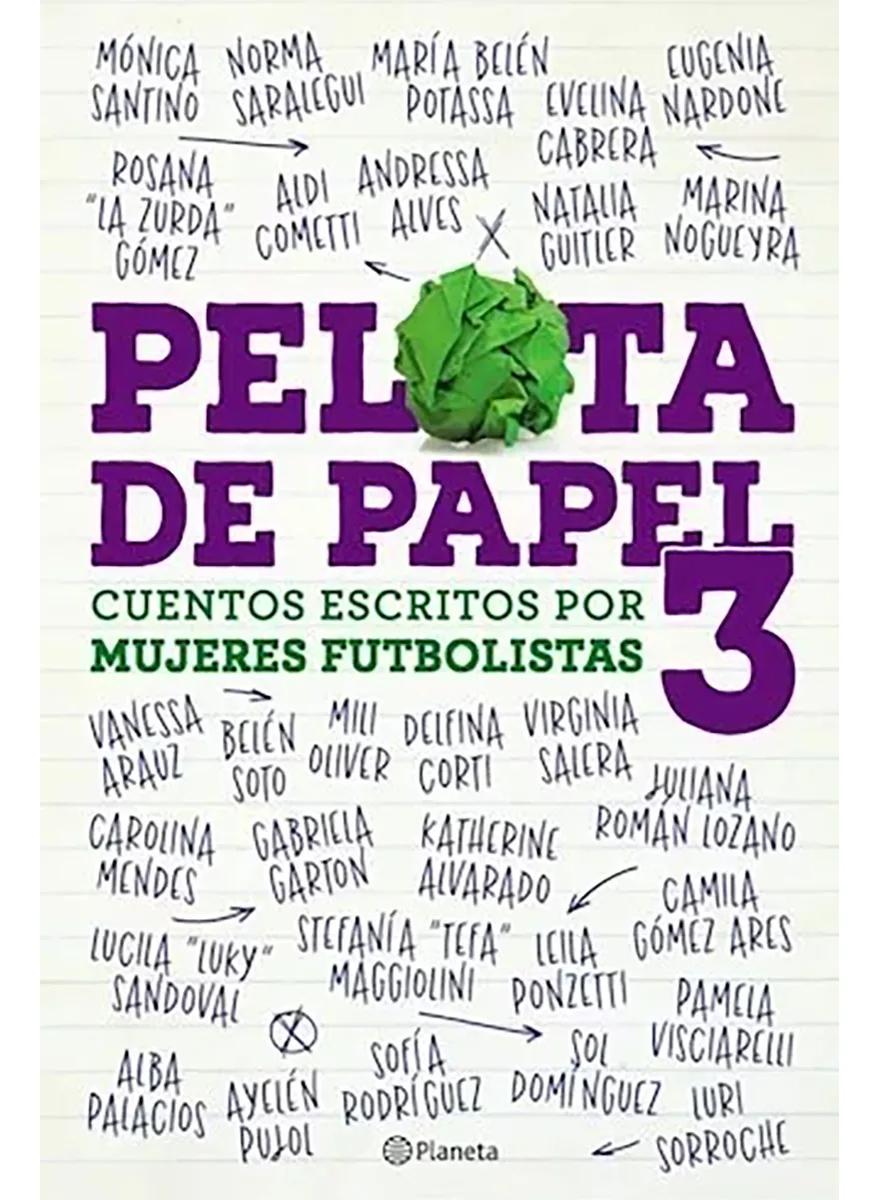 MÓNICA
SANTINO
NORMA
SARALEGUI
MARÍA BELÉN
POTASSA
EVELINA
CABRERA
EUGENIA
NARDONE
ROSANA
"LA ZURDA"
GÓMEZ
ALDI
COMETTI
ANDRESSA
ALVES
NATALIA
GUITLER
MARINA
NOGUEYRA
PELOTA
DE PAPEL
3
CUENTOS ESCRITOS POR
MUJERES FUTBOLISTAS
VANESSA
ARAUZ
BELÉN
SOTO
MILI
OLIVER
DELFINA
CORTI
VIRGINIA
SALERA
JULIANA
ROMÁN LOZANO
CAROLINA
MENDES
GABRIELA
GARTON
KATHERINE
ALVARADO
CAMILA
GÓMEZ ARES
LUCILA "LUKY"
SANDOVAL
STEFANÍA "TEFA"
MAGGIOLINI
LEILA
PONZETTI
PAMELA
VISCIARELLI
ALBA
PALACIOS
AYELÉN
PUJOL
SOFÍA
RODRÍGUEZ
SOL
DOMÍNGUEZ
LURI
SORROCHE
Planeta